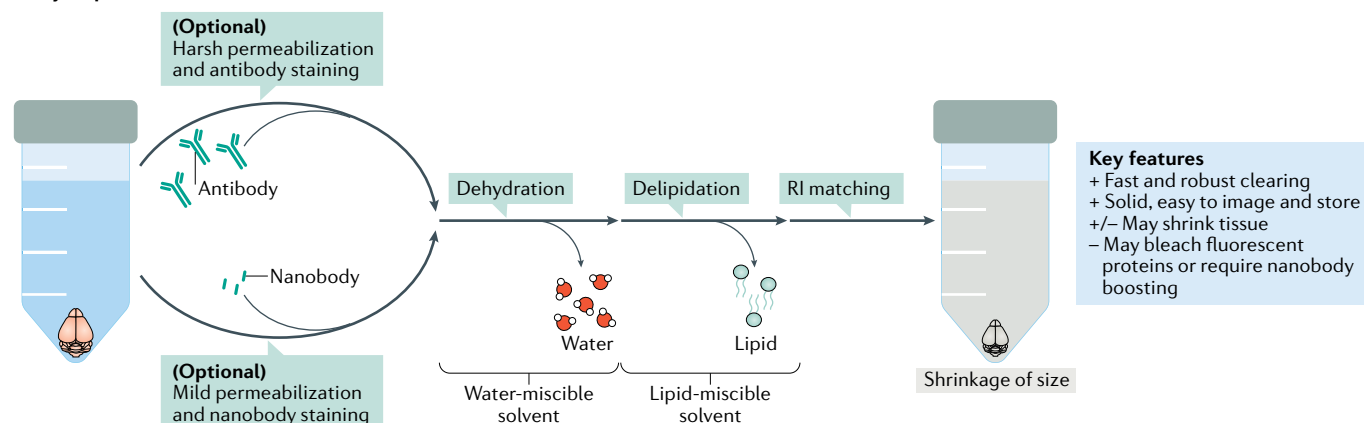 (Optional)
Harsh permeabilization
and antibody staining
Antibody
Nanobody
(Optional)
Mild permeabilization
and nanobody staining
Dehydration
Delipidation
RI matching
Water
Lipid
Water-miscible
solvent
Lipid-miscible
solvent
Shrinkage of size
Key features
+ Fast and robust clearing
+ Solid, easy to image and store
+/– May shrink tissue
– May bleach fluorescent
proteins or require nanobody
boosting